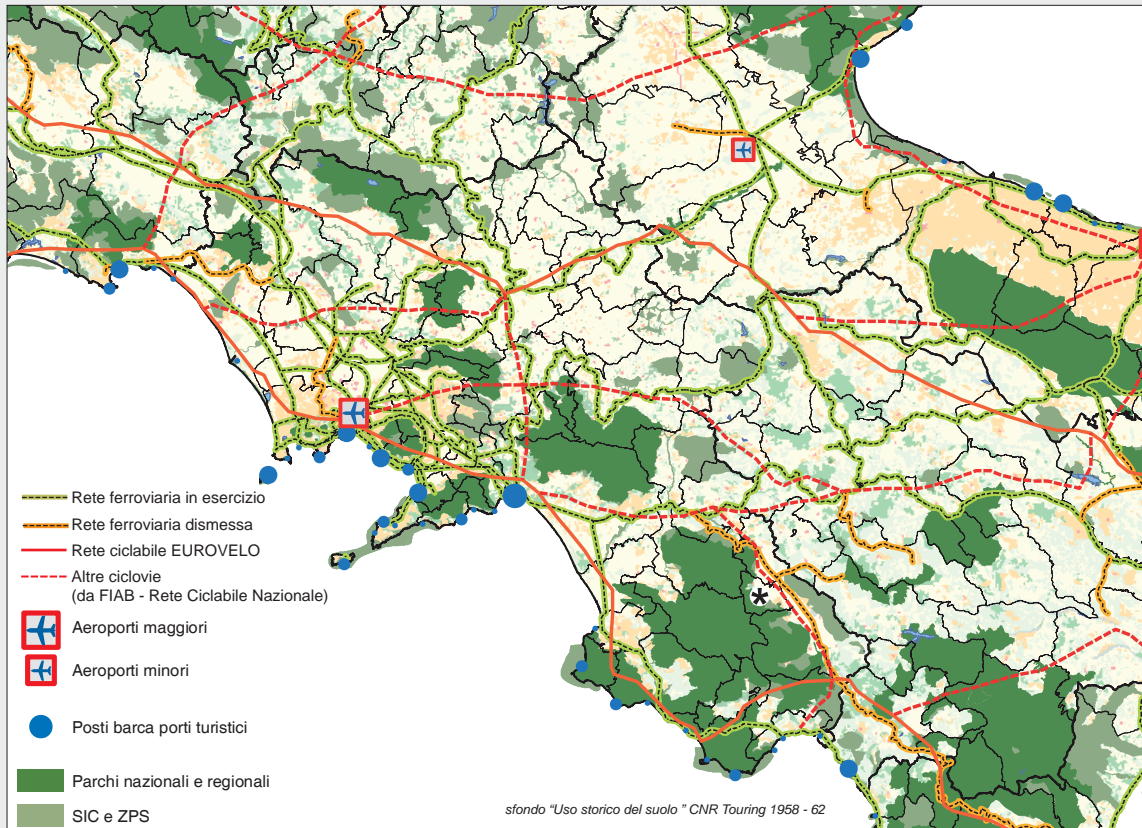 Rete ferroviaria in esercizio
Rete ferroviaria dismessa
Rete ciclabile EUROVELO
Altre ciclovie
(da FIAB - Rete Ciclabile Nazionale)
Aeroporti maggiori
Aeroporti minori
Posti barca porti turistici
Parchi nazionali e regionali
SIC e ZPS
sfondo “Uso storico del suolo ” CNR Touring 1958 - 62
*